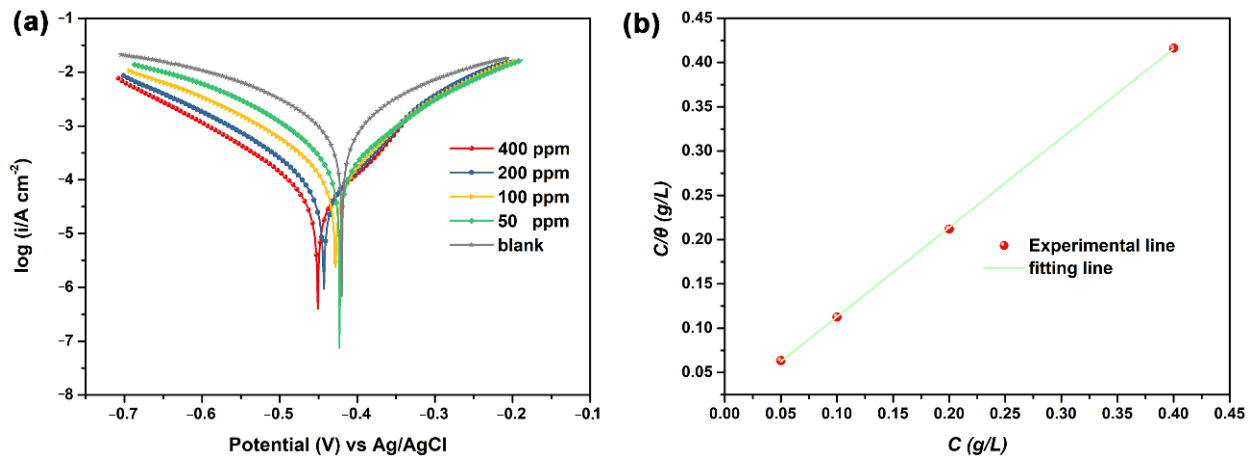 (a)
−1
−2
−3
−4
−5
−6
−7
−8
log (i/A cm⁻²)
400 ppm
200 ppm
100 ppm
50 ppm
blank
−0.7 −0.6 −0.5 −0.4 −0.3 −0.2 −0.1
Potential (V) vs Ag/AgCl
(b)
0.45
0.40
0.35
0.30
0.25
0.20
0.15
0.10
0.05
C/θ (g/L)
Experimental line
fitting line
0.00 0.05 0.10 0.15 0.20 0.25 0.30 0.35 0.40 0.45
C (g/L)